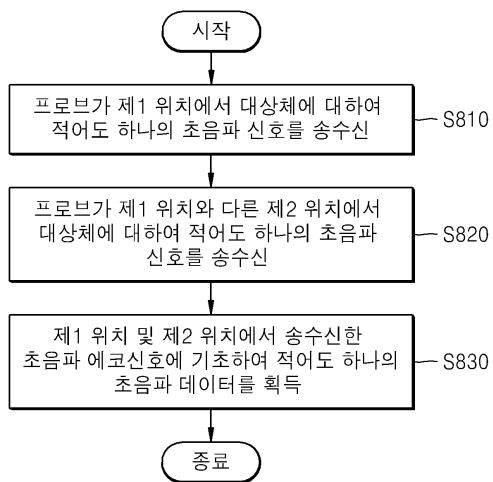 시작
프로브가 제1 위치에서 대상체에 대하여
적어도 하나의 초음파 신호를 송수신
S810
프로브가 제1 위치와 다른 제2 위치에서
대상체에 대하여 적어도 하나의 초음파
신호를 송수신
S820
제1 위치 및 제2 위치에서 송수신한
초음파 에코신호에 기초하여 적어도 하나의
초음파 데이터를 획득
S830
종료